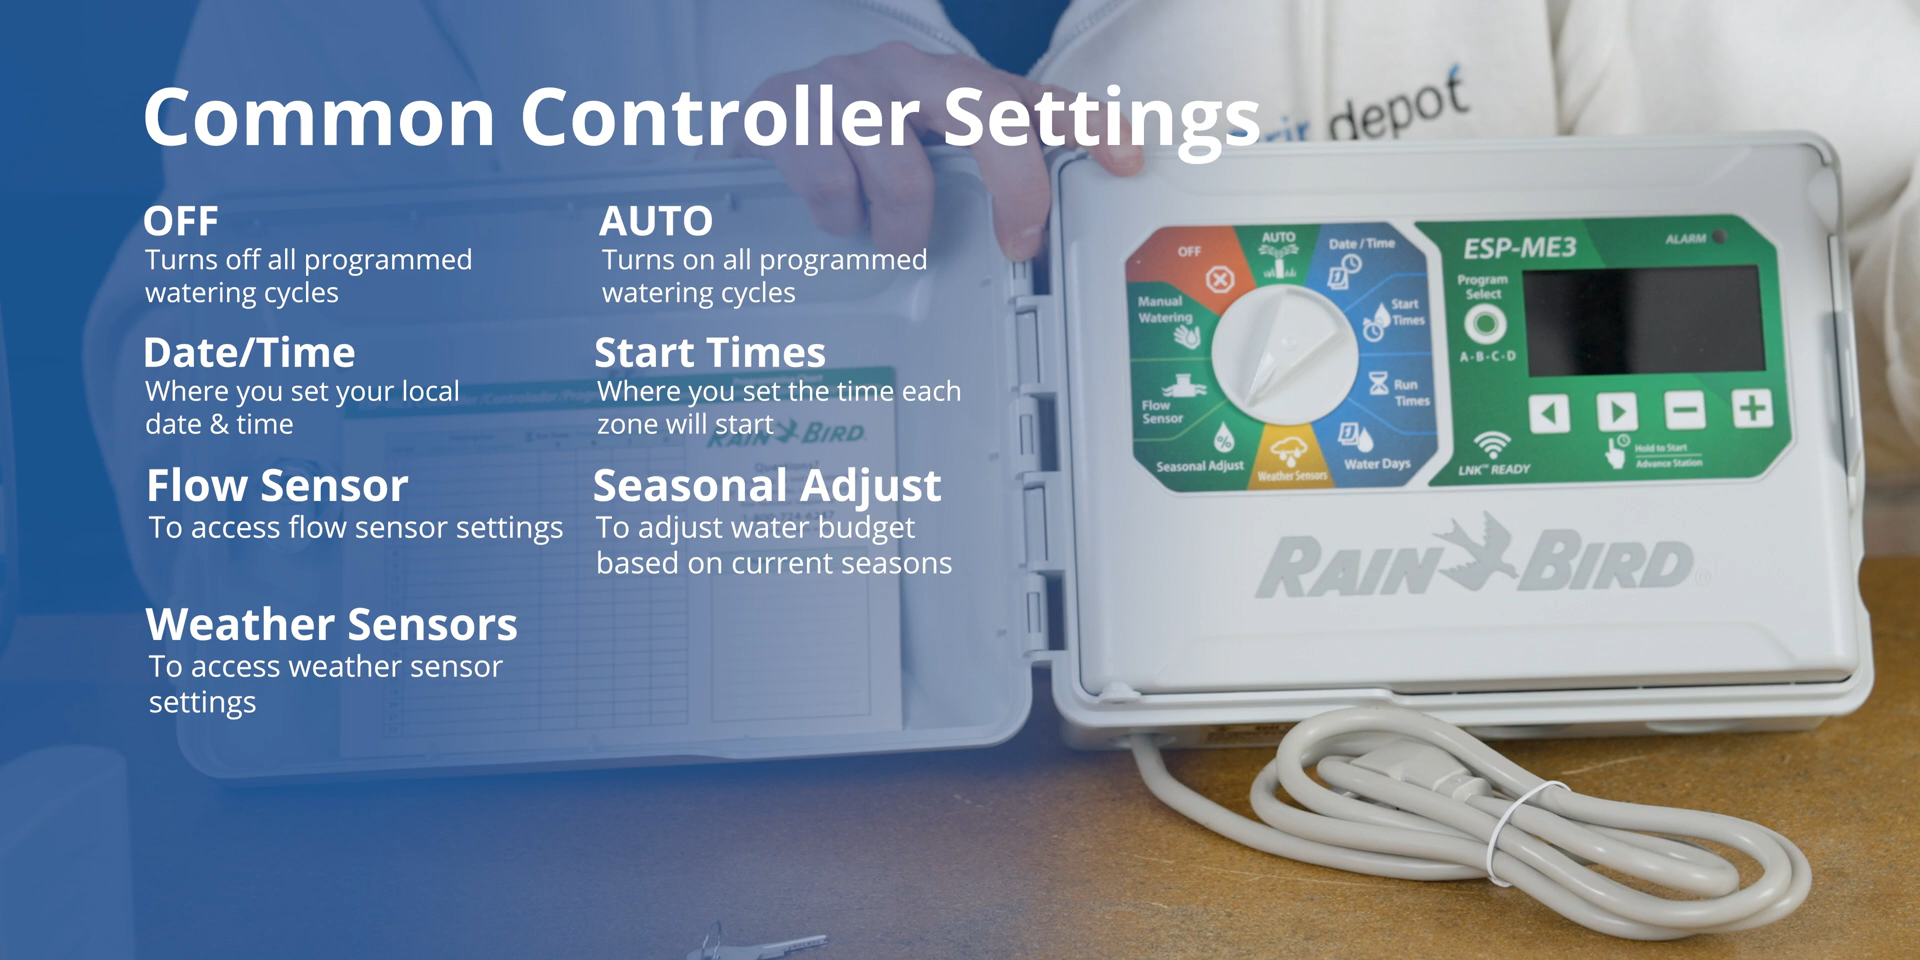 Common Controller Settings
OFF
Turns off all programmed
watering cycles
AUTO
Turns on all programmed
watering cycles
Date/Time
Where you set your local
date & time
Start Times
Where you set the time each
zone will start
Flow Sensor
To access flow sensor settings
Seasonal Adjust
To adjust water budget
based on current seasons
Weather Sensors
To access weather sensor
settings
depot
OFF
AUTO
Date / Time
Manual
Watering
Start
Times
Flow
Sensor
Run
Times
Seasonal Adjust
Weather Sensors
Water Days
ESP-ME3
ALARM
Program
Select
A-B-C-D
LNK™ READY
Hold to Start
Advance Station
RAIN BIRD®
RAIN BIRD